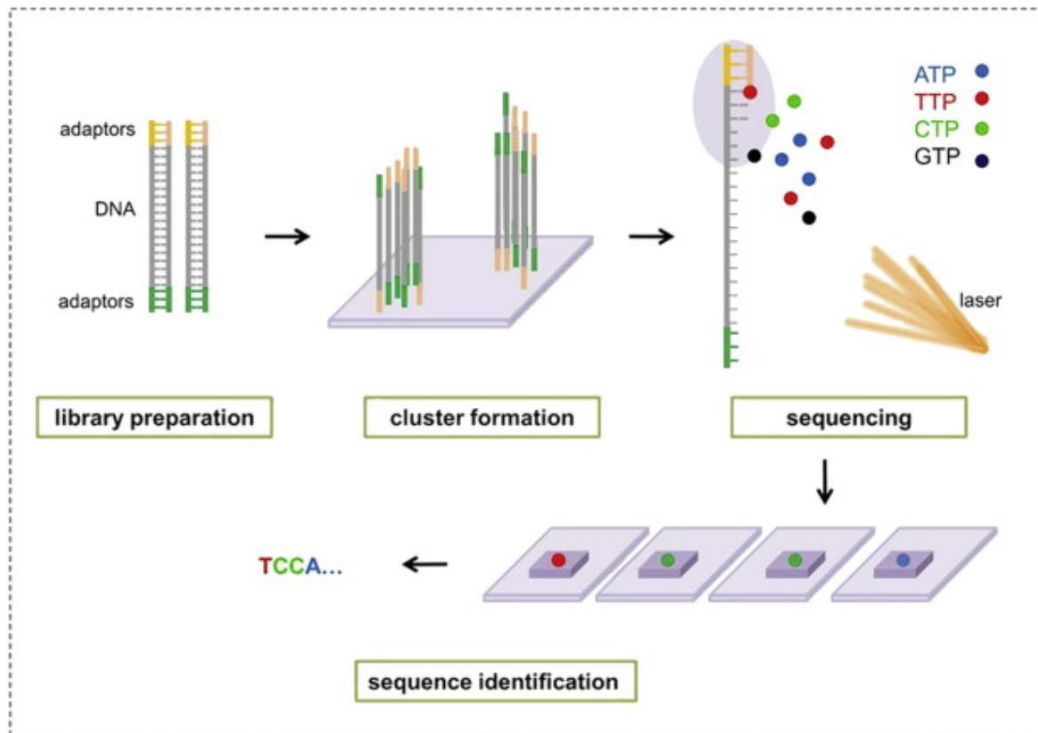 adaptors
DNA
adaptors
ATP
TTP
CTP
GTP
laser
library preparation
cluster formation
sequencing
TCCA...
sequence identification